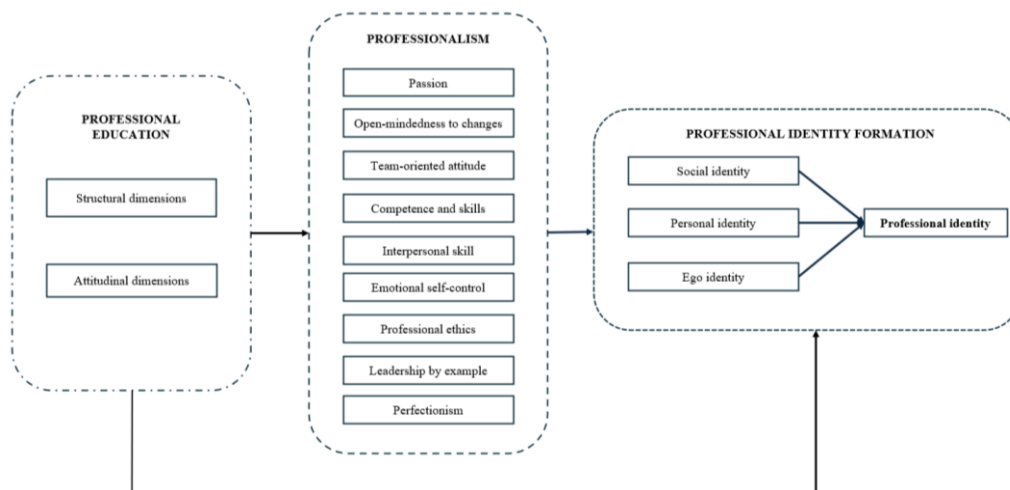 PROFESSIONAL
EDUCATION
Structural dimensions
Attitudinal dimensions
PROFESSIONALISM
Passion
Open-mindedness to changes
Team-oriented attitude
Competence and skills
Interpersonal skill
Emotional self-control
Professional ethics
Leadership by example
Perfectionism
PROFESSIONAL IDENTITY FORMATION
Social identity
Personal identity
Ego identity
Professional identity